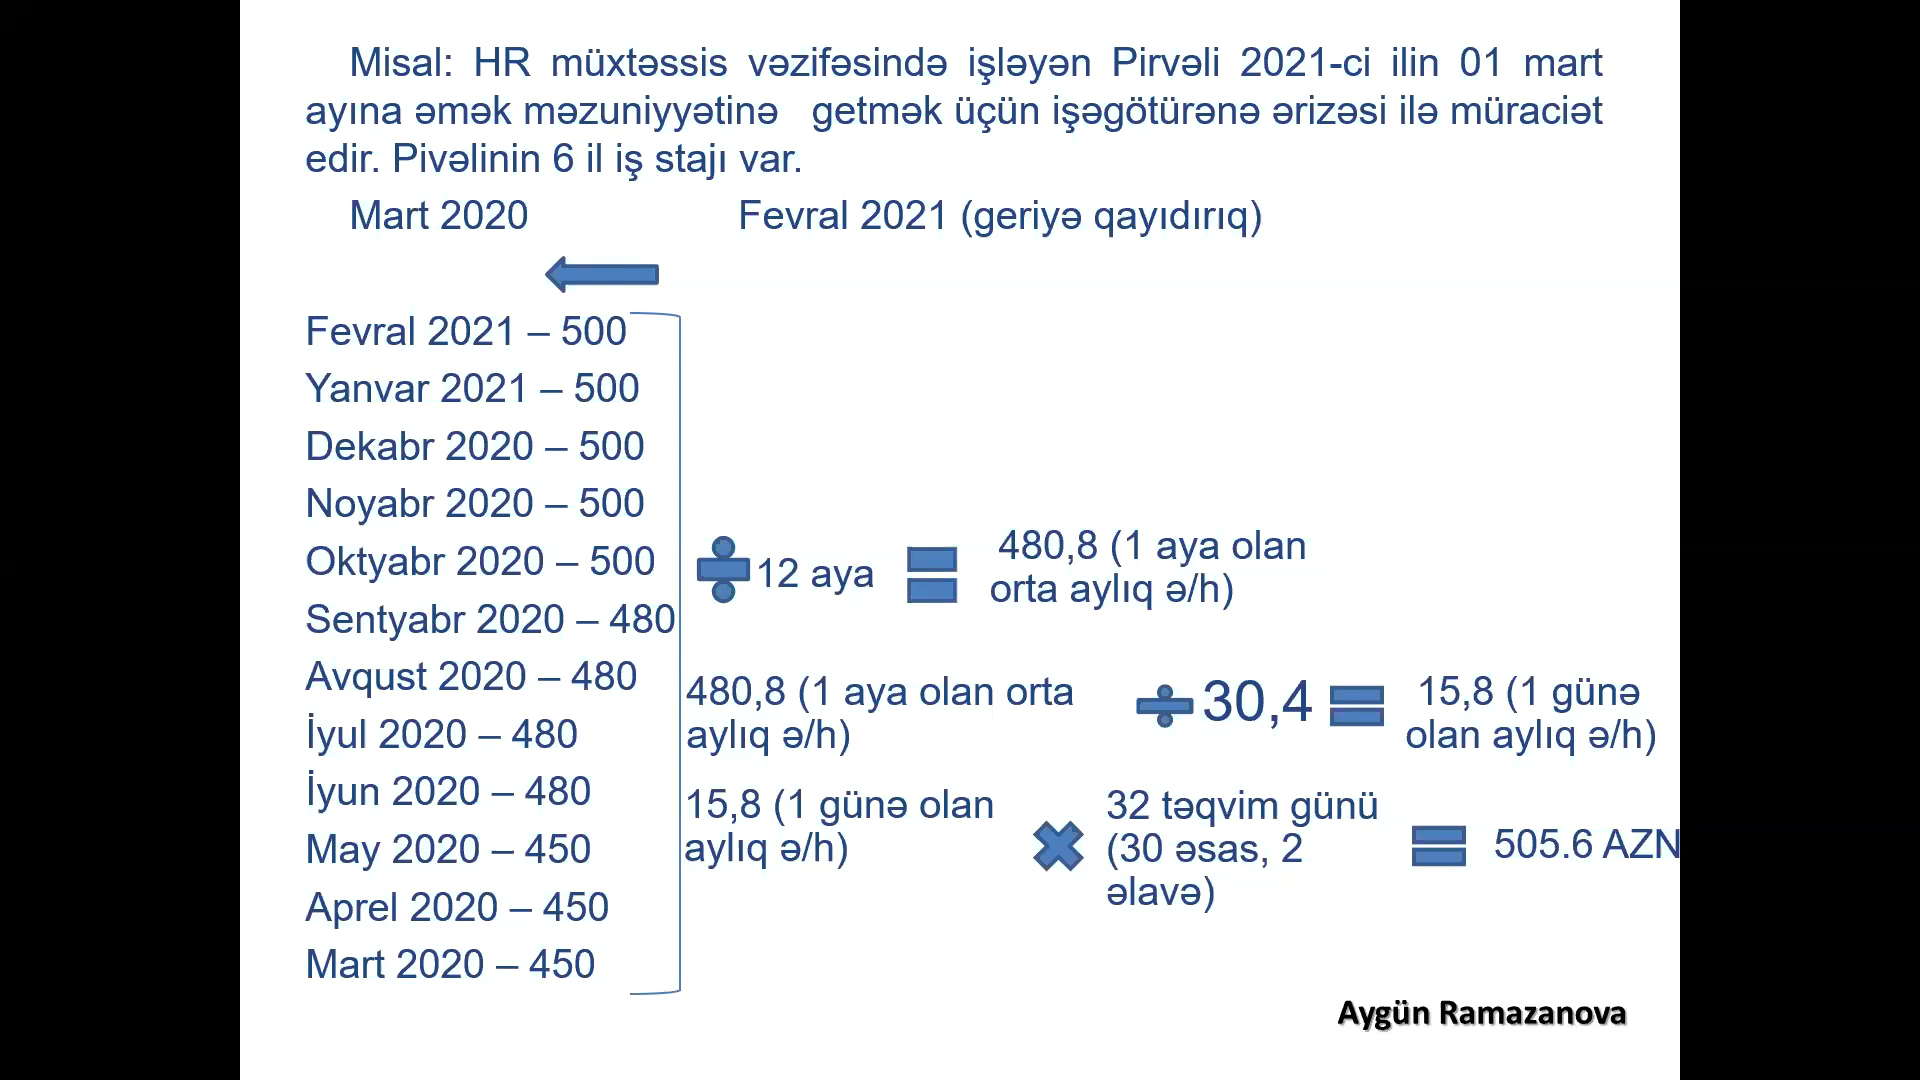 Misal: HR müxtəssis vəzifəsində işləyən Pirvəli 2021-ci ilin 01 mart
ayına əmək məzuniyyətinə getmək üçün işəgötürənə ərizəsi ilə müraciət
edir. Pivəlinin 6 il iş stajı var.
Mart 2020 Fevral 2021 (geriyə qayıdırıq)
Fevral 2021 – 500
Yanvar 2021 – 500
Dekabr 2020 – 500
Noyabr 2020 – 500
Oktyabr 2020 – 500
Sentyabr 2020 – 480
Avqust 2020 – 480
İyul 2020 – 480
İyun 2020 – 480
May 2020 – 450
Aprel 2020 – 450
Mart 2020 – 450
÷ 12 aya = 480,8 (1 aya olan
orta aylıq ə/h)
480,8 (1 aya olan orta
aylıq ə/h)
÷ 30,4 =
15,8 (1 günə
olan aylıq ə/h)
15,8 (1 günə olan
aylıq ə/h)
×
32 təqvim günü
(30 əsas, 2
əlavə)
= 505.6 AZN
Aygün Ramazanova